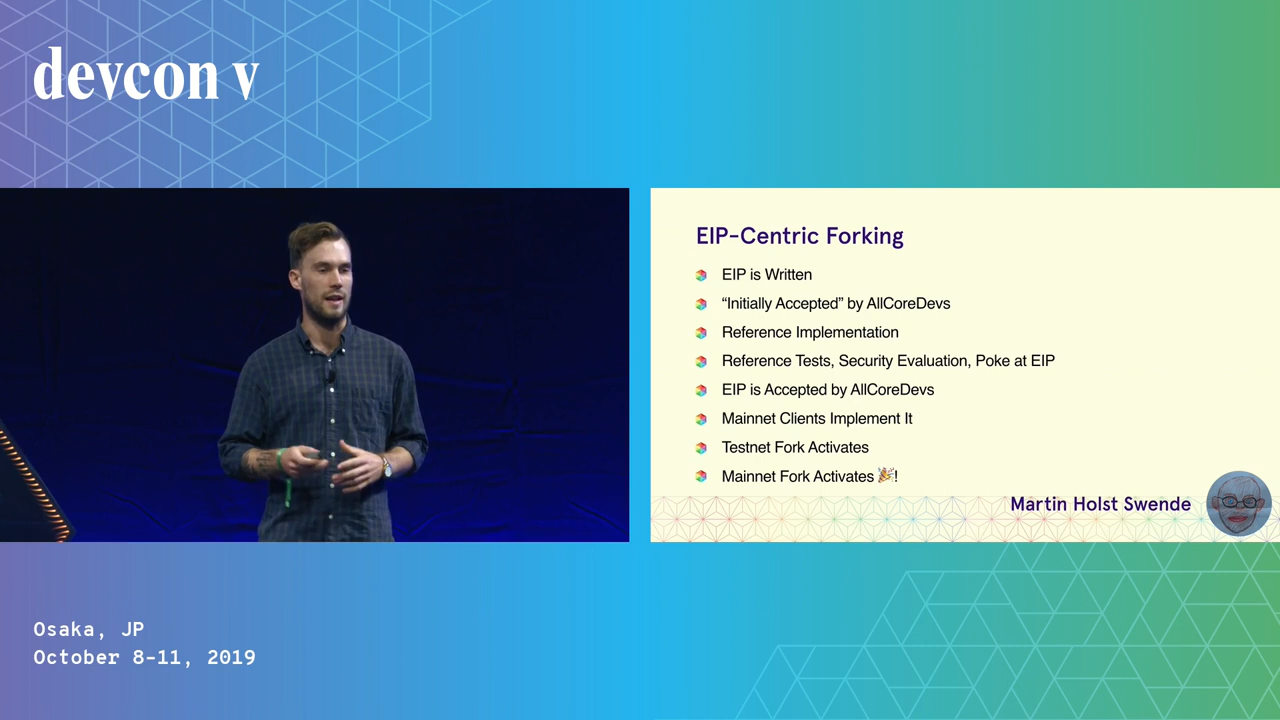 devcon v
EIP-Centric Forking
EIP is Written
“Initially Accepted” by AllCoreDevs
Reference Implementation
Reference Tests, Security Evaluation, Poke at EIP
EIP is Accepted by AllCoreDevs
Mainnet Clients Implement It
Testnet Fork Activates
Mainnet Fork Activates 🎉!
Martin Holst Swende
Osaka, JP
October 8-11, 2019